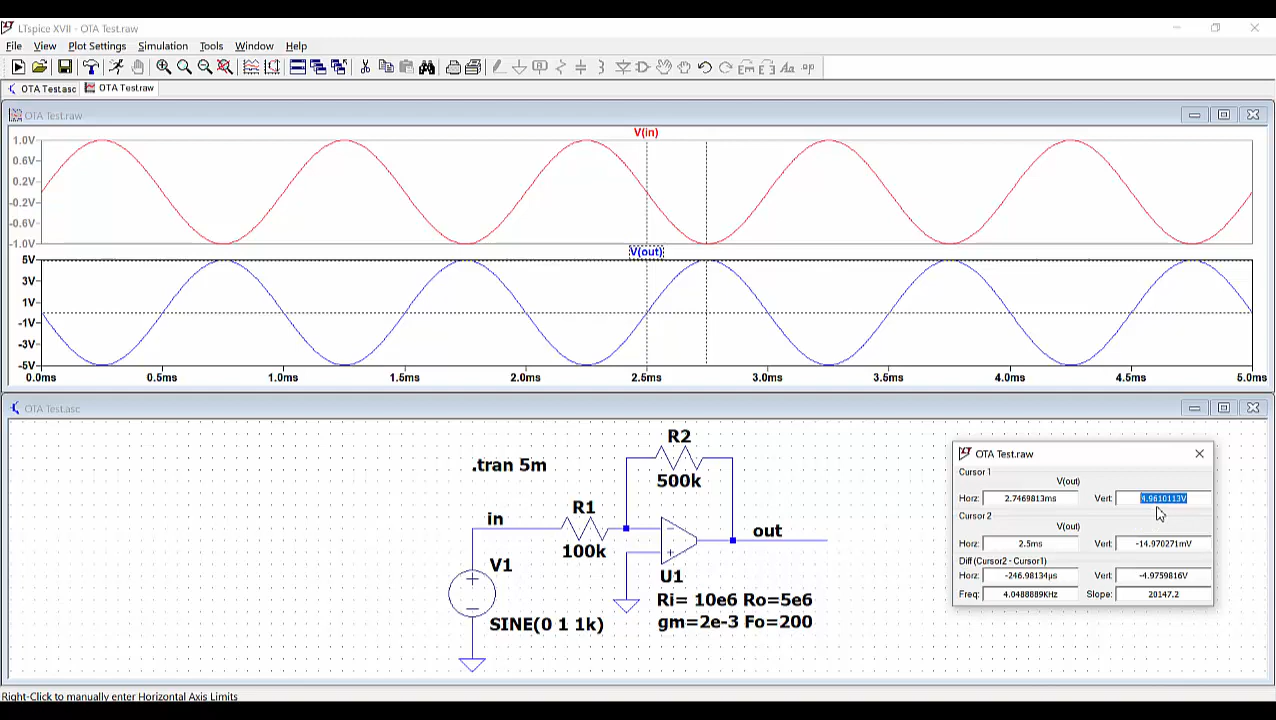 LTspice XVII - OTA Test.raw
File View Plot Settings Simulation Tools Window Help
OTA Test.asc OTA Test.raw
OTA Test.raw
V(in)
1.0V
0.6V
0.2V
-0.2V
-0.6V
-1.0V
V(out)
5V
3V
1V
-1V
-3V
-5V
0.0ms 0.5ms 1.0ms 1.5ms 2.0ms 2.5ms 3.0ms 3.5ms 4.0ms 4.5ms 5.0ms
OTA Test.asc
.tran 5m
R2
500k
in
R1
100k
out
V1
U1
SINE(0 1 1k)
Ri= 10e6 Ro=5e6
gm=2e-3 Fo=200
OTA Test.raw
Cursor 1
V(out)
Horz: 2.7469813ms Vert: 4.9610113V
Cursor 2
V(out)
Horz: 2.5ms Vert: -14.970271mV
Diff (Cursor2 - Cursor1)
Horz: -246.98134µs Vert: -4.9759816V
Freq: 4.0488889KHz Slope: 20147.2
Right-Click to manually enter Horizontal Axis Limits